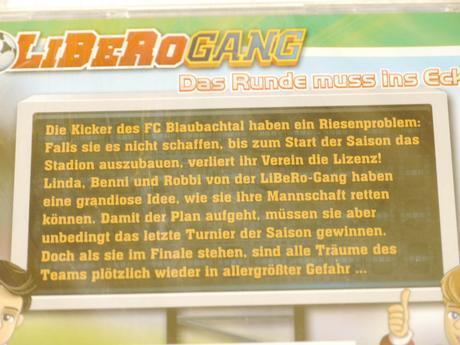 LiBeRoGANG
Das Runde muss ins Eck
Die Kicker des FC Blaubachtal haben ein Riesenproblem:
Falls sie es nicht schaffen, bis zum Start der Saison das
Stadion auszubauen, verliert ihr Verein die Lizenz!
Linda, Benni und Robbi von der LiBeRo-Gang haben
eine grandiose Idee, wie sie ihre Mannschaft retten
können. Damit der Plan aufgeht, müssen sie aber
unbedingt das letzte Turnier der Saison gewinnen.
Doch als sie im Finale stehen, sind alle Träume des
Teams plötzlich wieder in allergrößter Gefahr ...